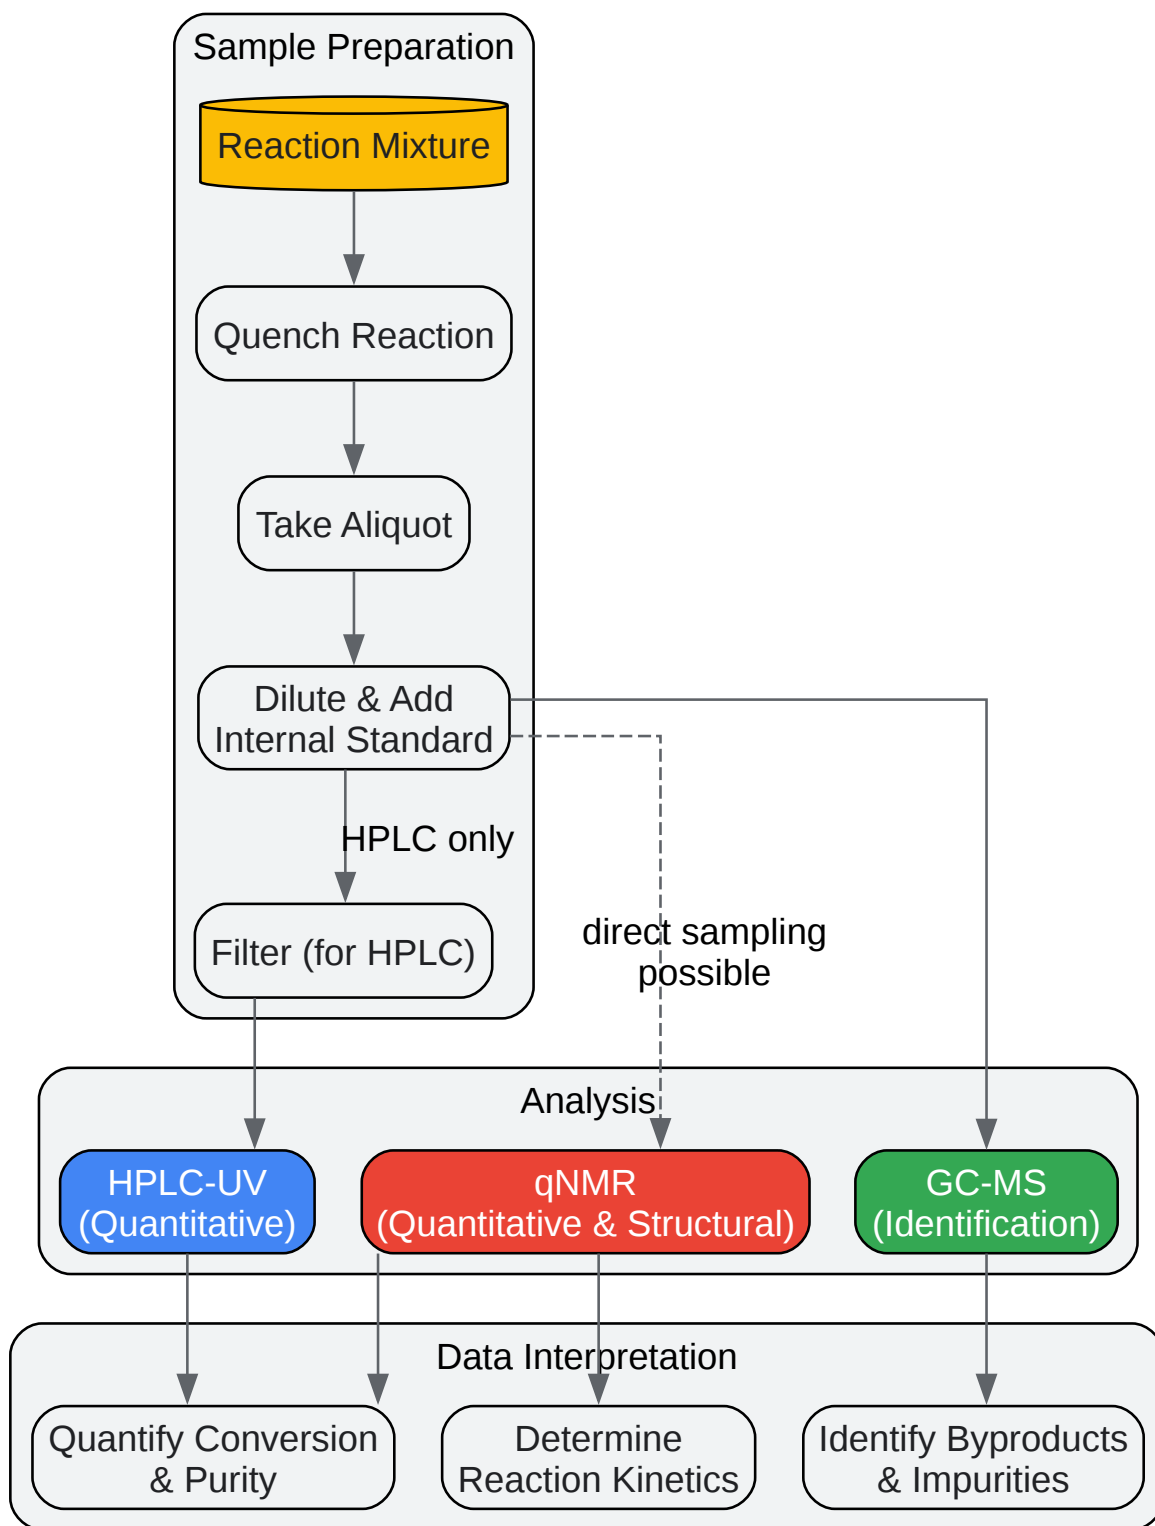 Sample Preparation
Reaction Mixture
Quench Reaction
Take Aliquot
Dilute & Add
Internal Standard
HPLC only
direct sampling
possible
Filter (for HPLC)
Analysis
HPLC-UV
(Quantitative)
qNMR
(Quantitative & Structural)
GC-MS
(Identification)
Data Interpretation
Quantify Conversion
& Purity
Determine
Reaction Kinetics
Identify Byproducts
& Impurities